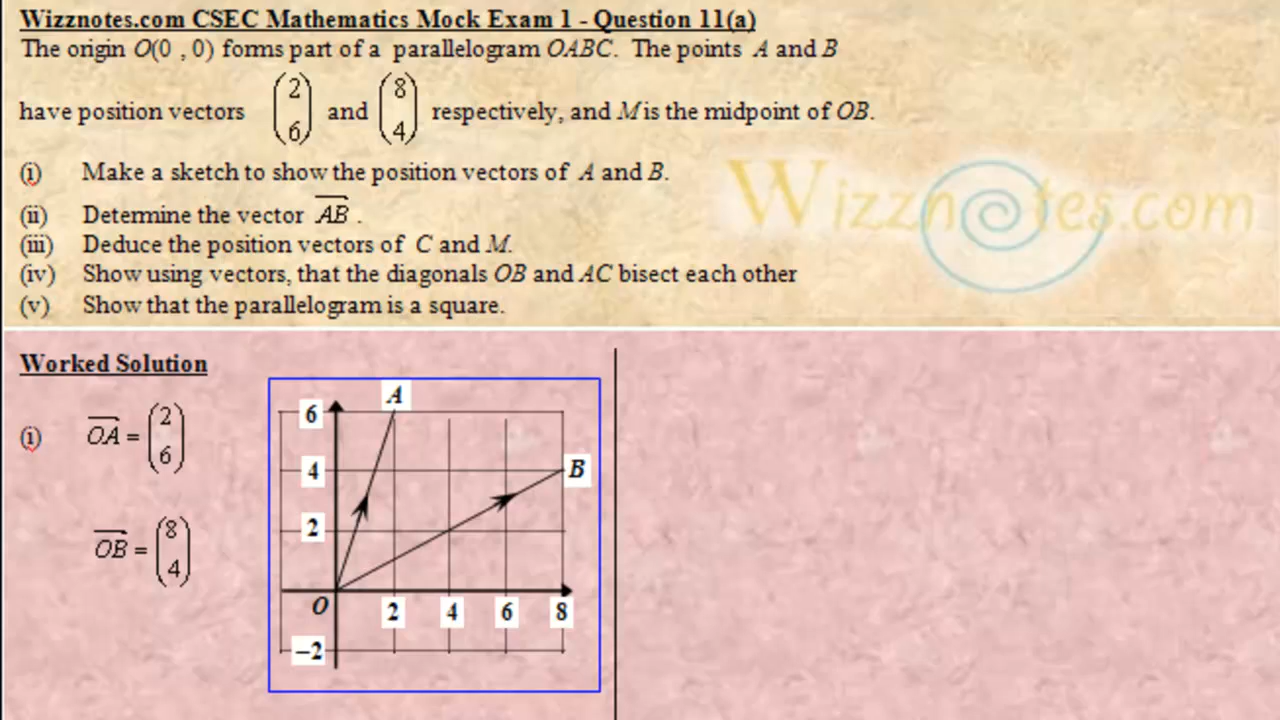 Wizznotes.com CSEC Mathematics Mock Exam 1 - Question 11(a)
The origin O(0 , 0) forms part of a parallelogram OABC. The points A and B
have position vectors (2 6) and (8 4) respectively, and M is the midpoint of OB.
(i) Make a sketch to show the position vectors of A and B.
(ii) Determine the vector AB .
(iii) Deduce the position vectors of C and M.
(iv) Show using vectors, that the diagonals OB and AC bisect each other
(v) Show that the parallelogram is a square.
Wizznotes.com
Worked Solution
(i) OA = (2 6)
OB = (8 4)
A
6
4
B
2
O
2 4 6 8
−2